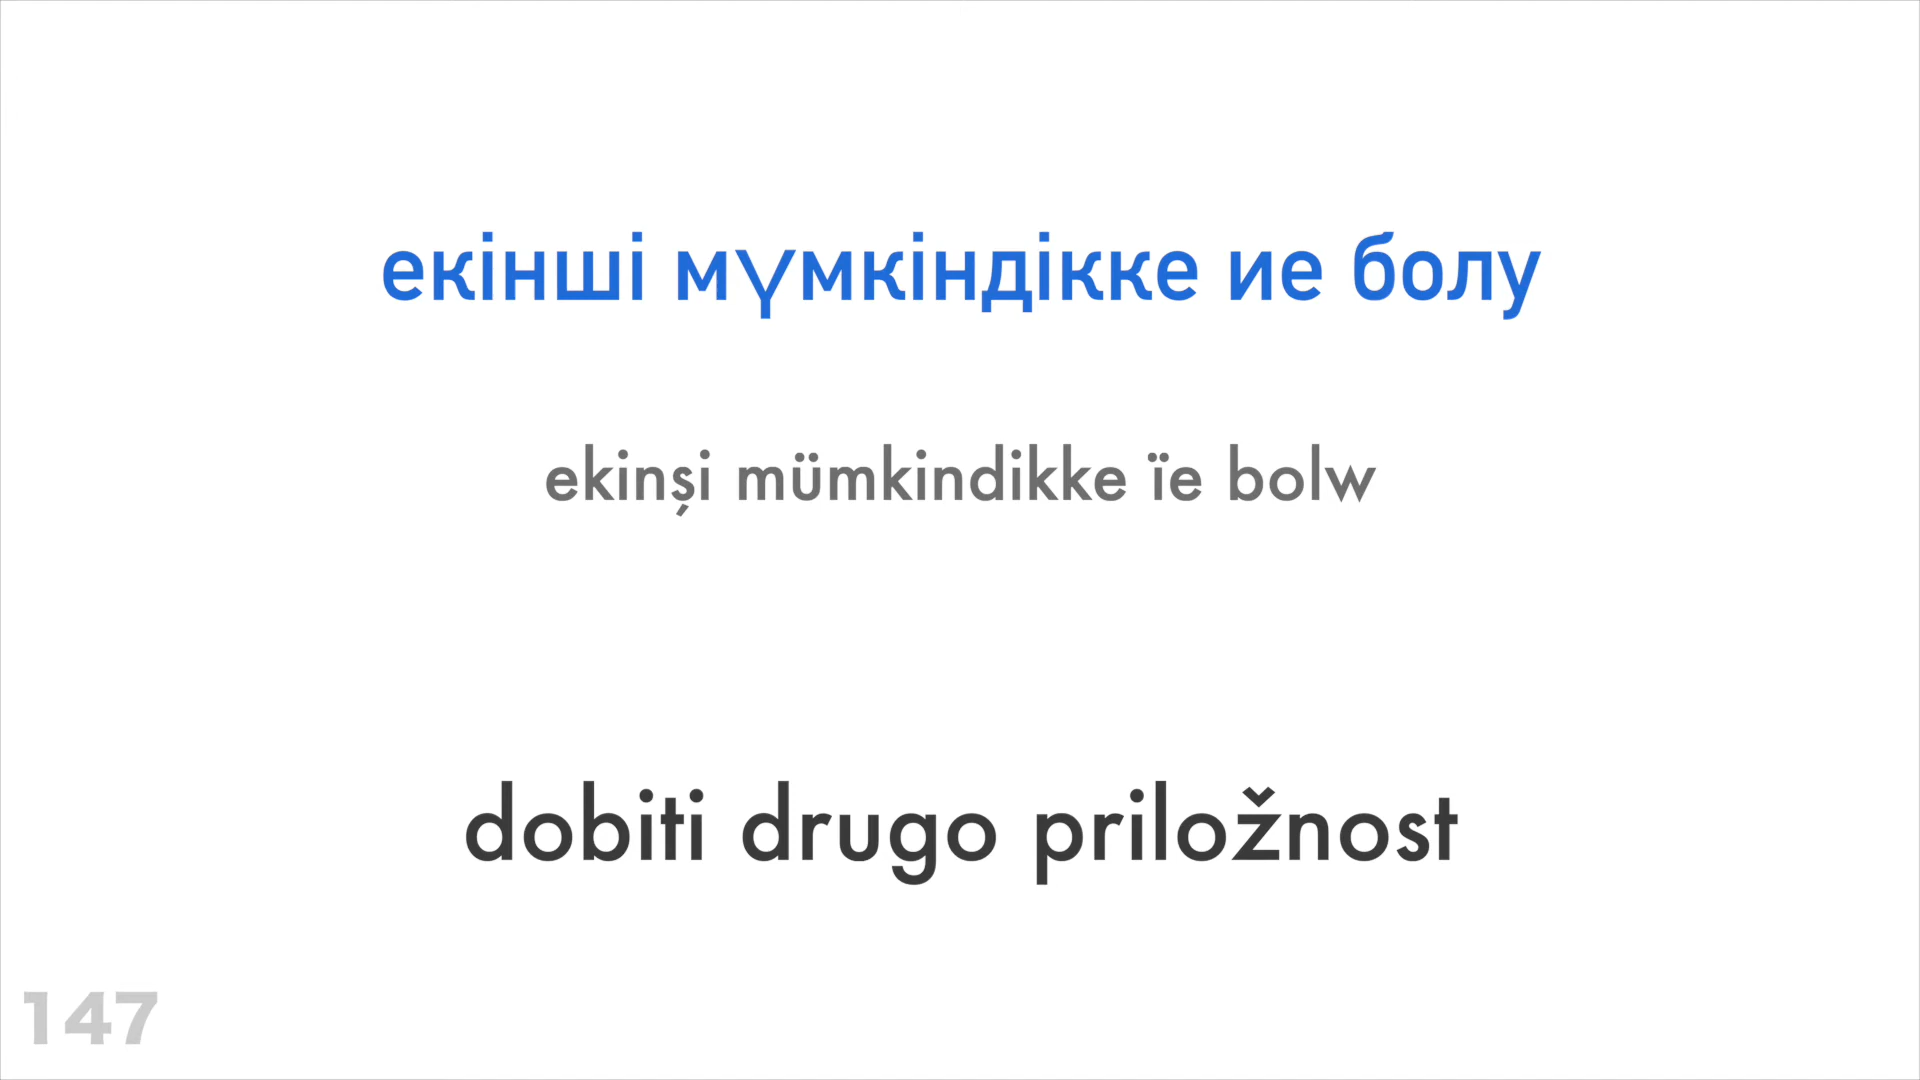 екінші мүмкіндікке ие болу
ekinşi mümkindikke ïe bolw
dobiti drugo priložnost
147